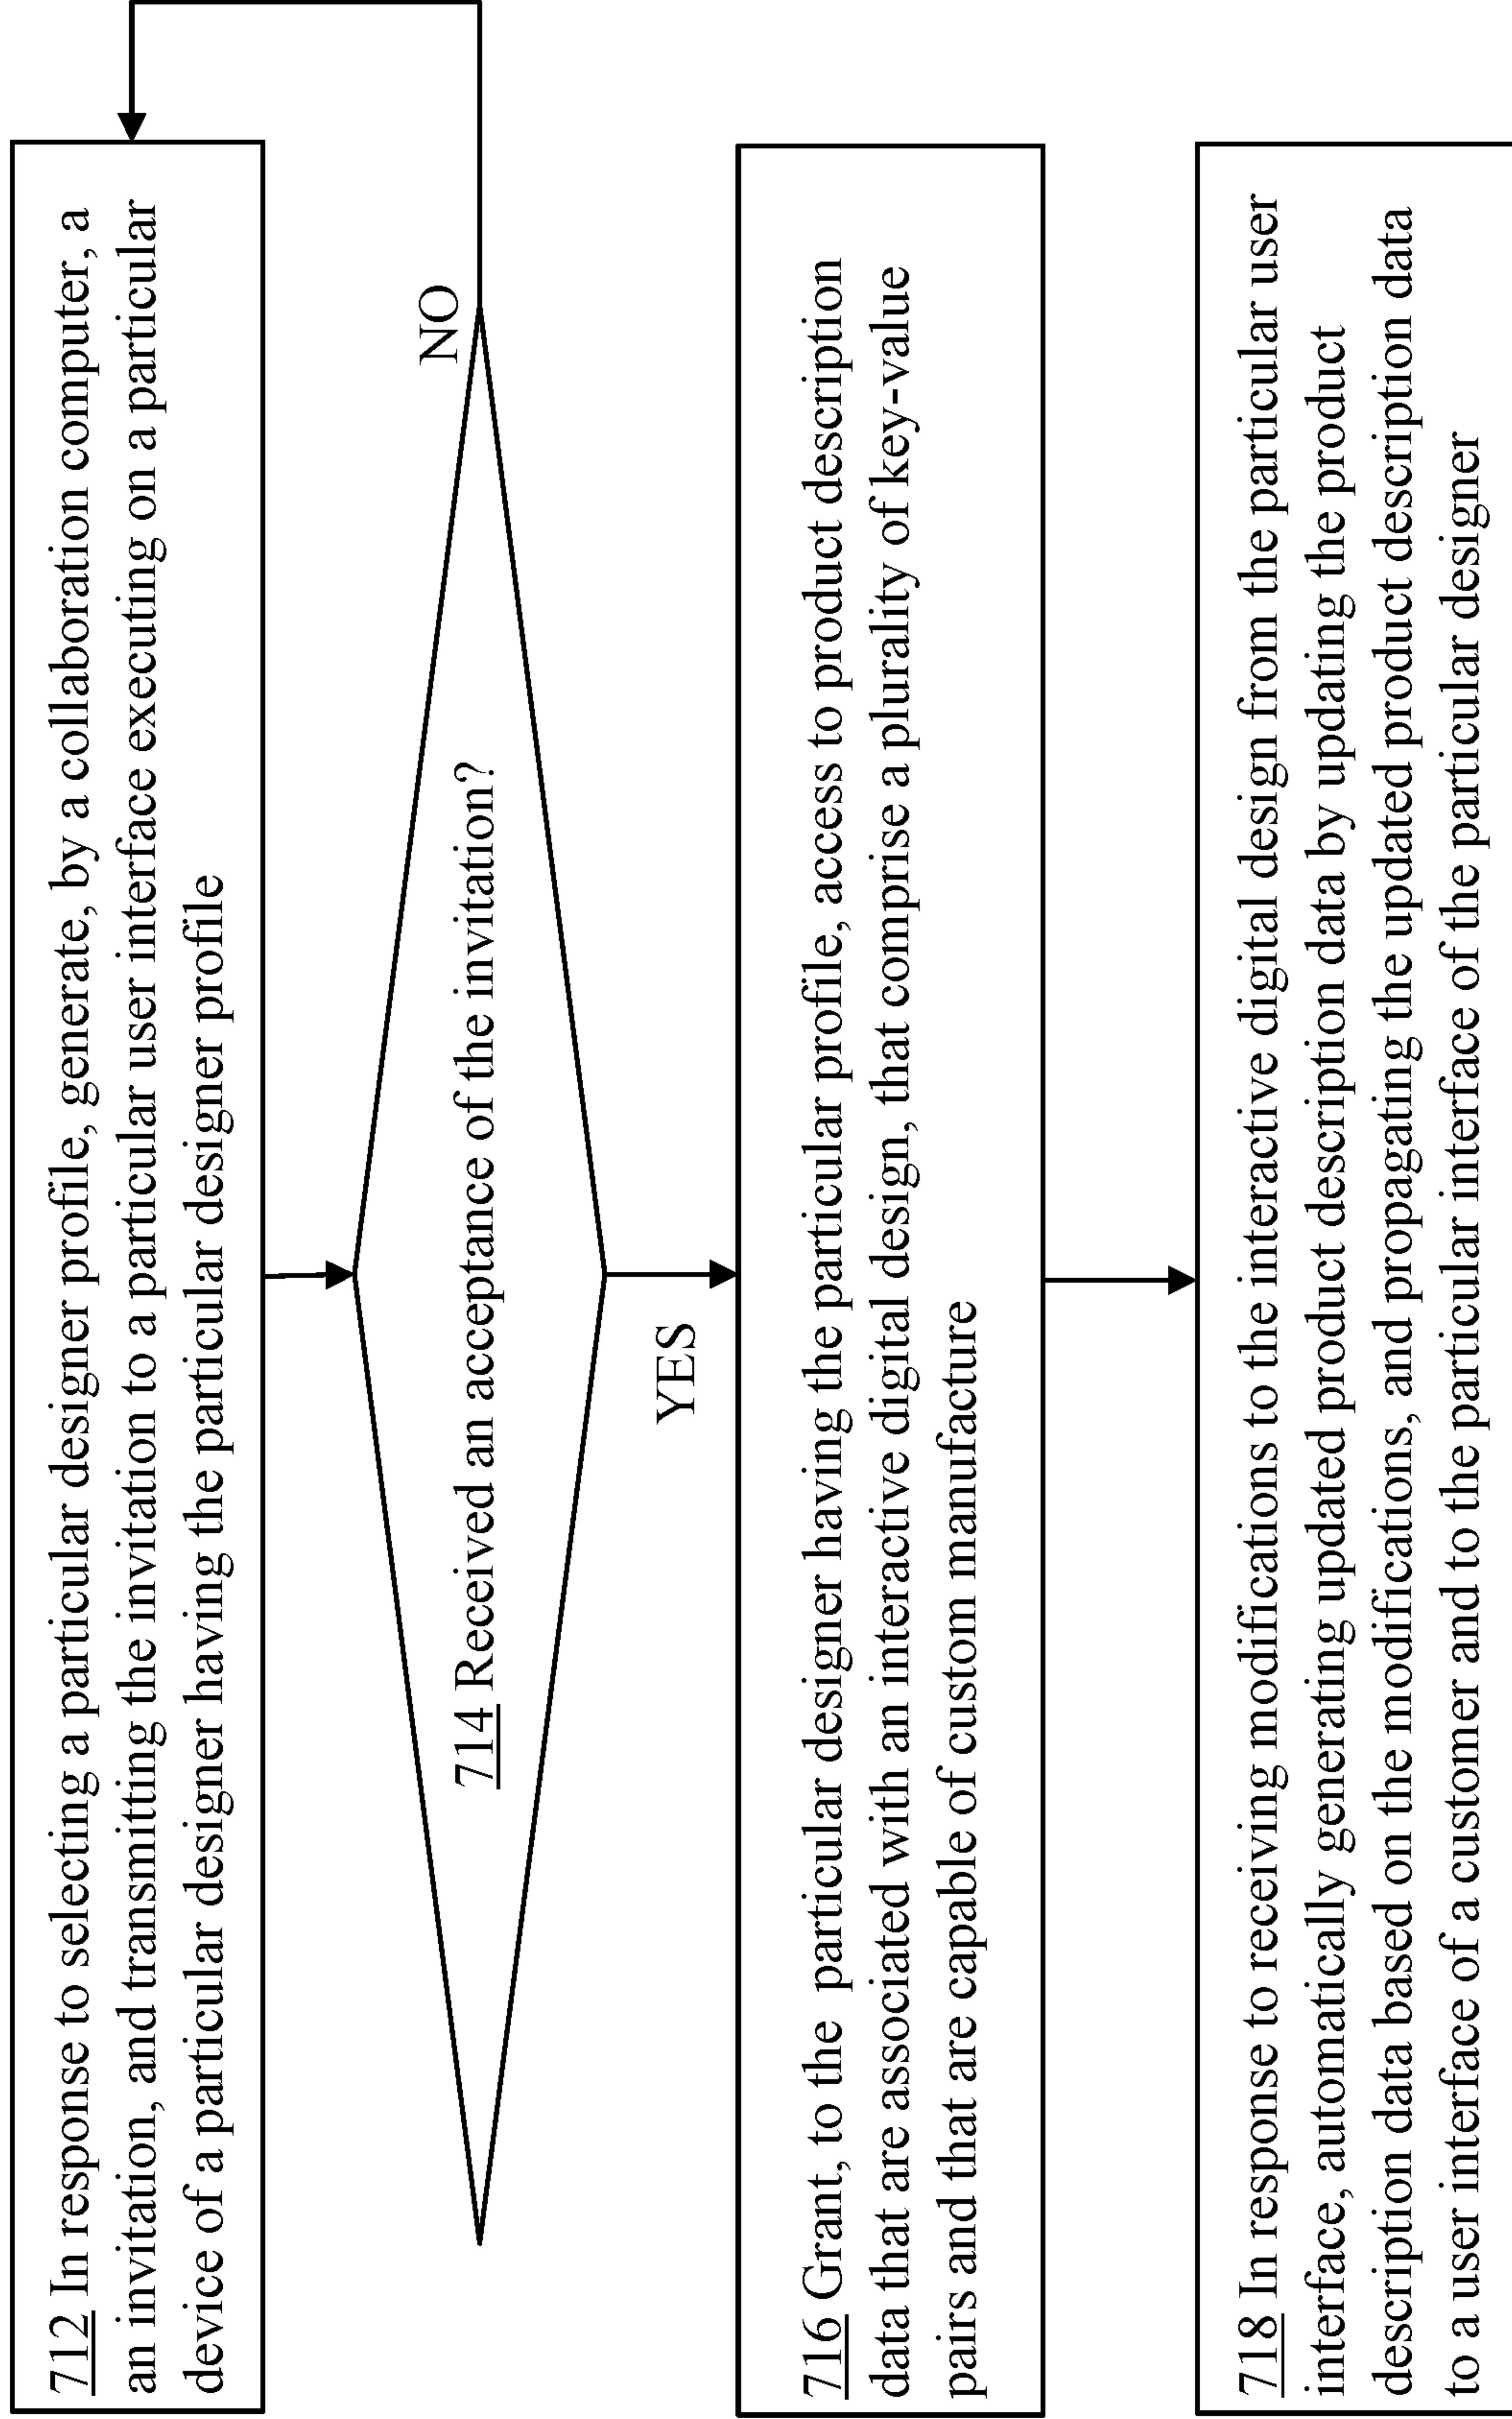 712 In response to selecting a particular designer profile, generate, by a collaboration computer, a
an invitation, and transmitting the invitation to a particular user interface executing on a particular
device of a particular designer having the particular designer profile
714 Received an acceptance of the invitation?
NO
YES
716 Grant, to the particular designer having the particular profile, access to product description
data that are associated with an interactive digital design, that comprise a plurality of key-value
pairs and that are capable of custom manufacture
718 In response to receiving modifications to the interactive digital design from the particular user
interface, automatically generating updated product description data by updating the product
description data based on the modifications, and propagating the updated product description data
to a user interface of a customer and to the particular interface of the particular designer